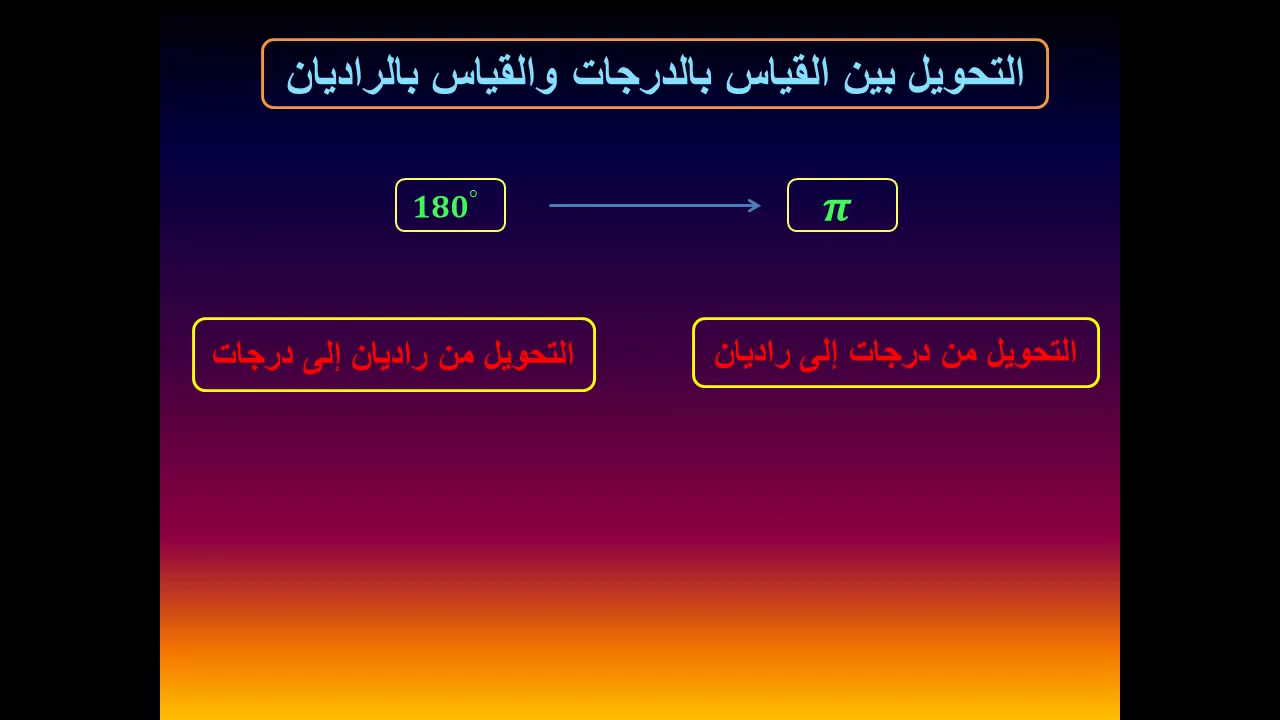 التحويل بين القياس بالدرجات والقياس بالراديان
180° → π
التحويل من درجات إلى راديان
التحويل من راديان إلى درجات